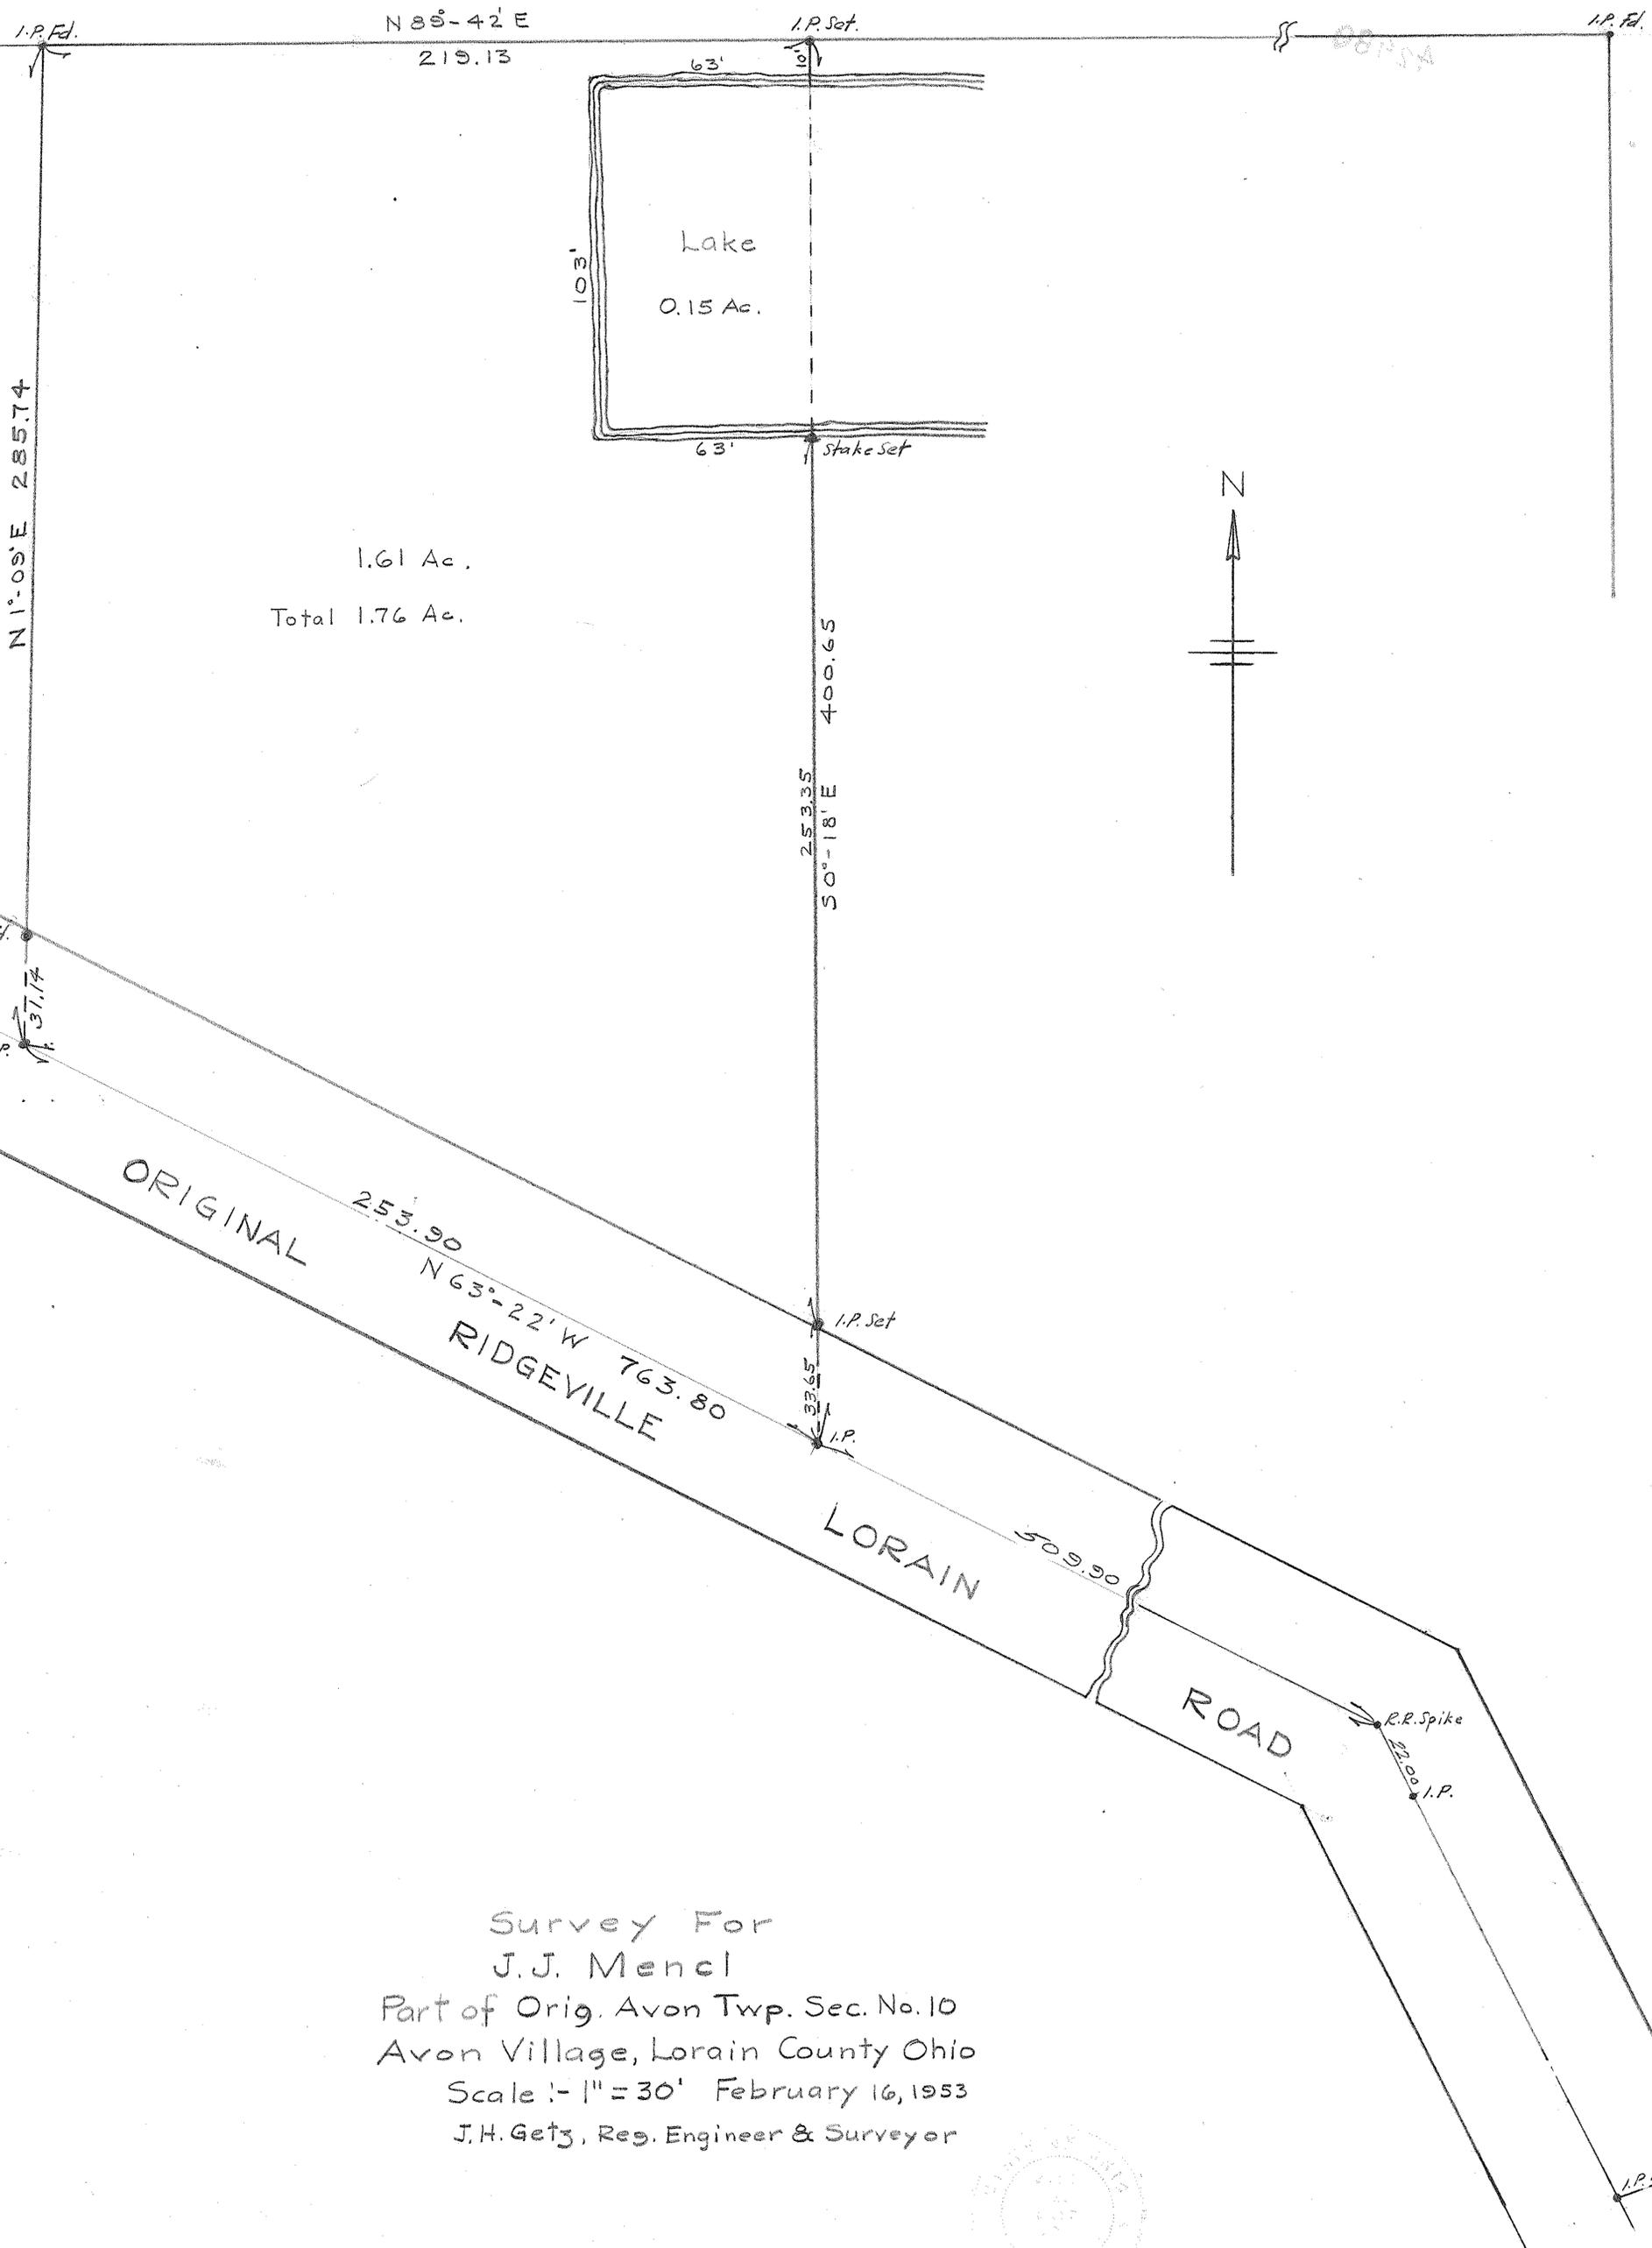 I.P. Fd.
N 89°-42' E
219.13
I.P. Set.
I.P. Fd.
63'
10'
103'
Lake
0.15 Ac.
63'
Stake Set
N
N 1°-09' E 285.74
1.61 Ac.
Total 1.76 Ac.
253.35
S 0°-18' E 400.65
31.14
253.90
N 63°-22' W 763.80
ORIGINAL
RIDGEVILLE
LORAIN
ROAD
I.P. Set
33.65
I.P.
509.90
R.R. Spike
22.00
I.P.
I.P.
Survey For
J.J. Mencl
Part of Orig. Avon Twp. Sec. No. 10
Avon Village, Lorain County Ohio
Scale :- 1" = 30' February 16, 1953
J.H. Getz, Reg. Engineer & Surveyor